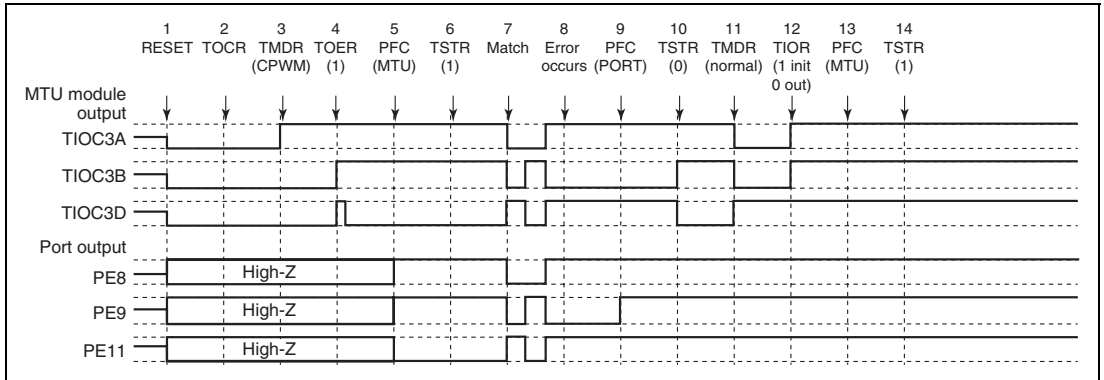 1 2 3 4 5 6 7 8 9 10 11 12 13 14
RESET TOCR TMDR TOER PFC TSTR Match Error PFC TSTR TMDR TIOR PFC TSTR
(CPWM) (1) (MTU) (1) occurs (PORT) (0) (normal) (1 init (MTU) (1)
0 out)
MTU module
output
TIOC3A
TIOC3B
TIOC3D
Port output
PE8 High-Z
PE9 High-Z
PE11 High-Z